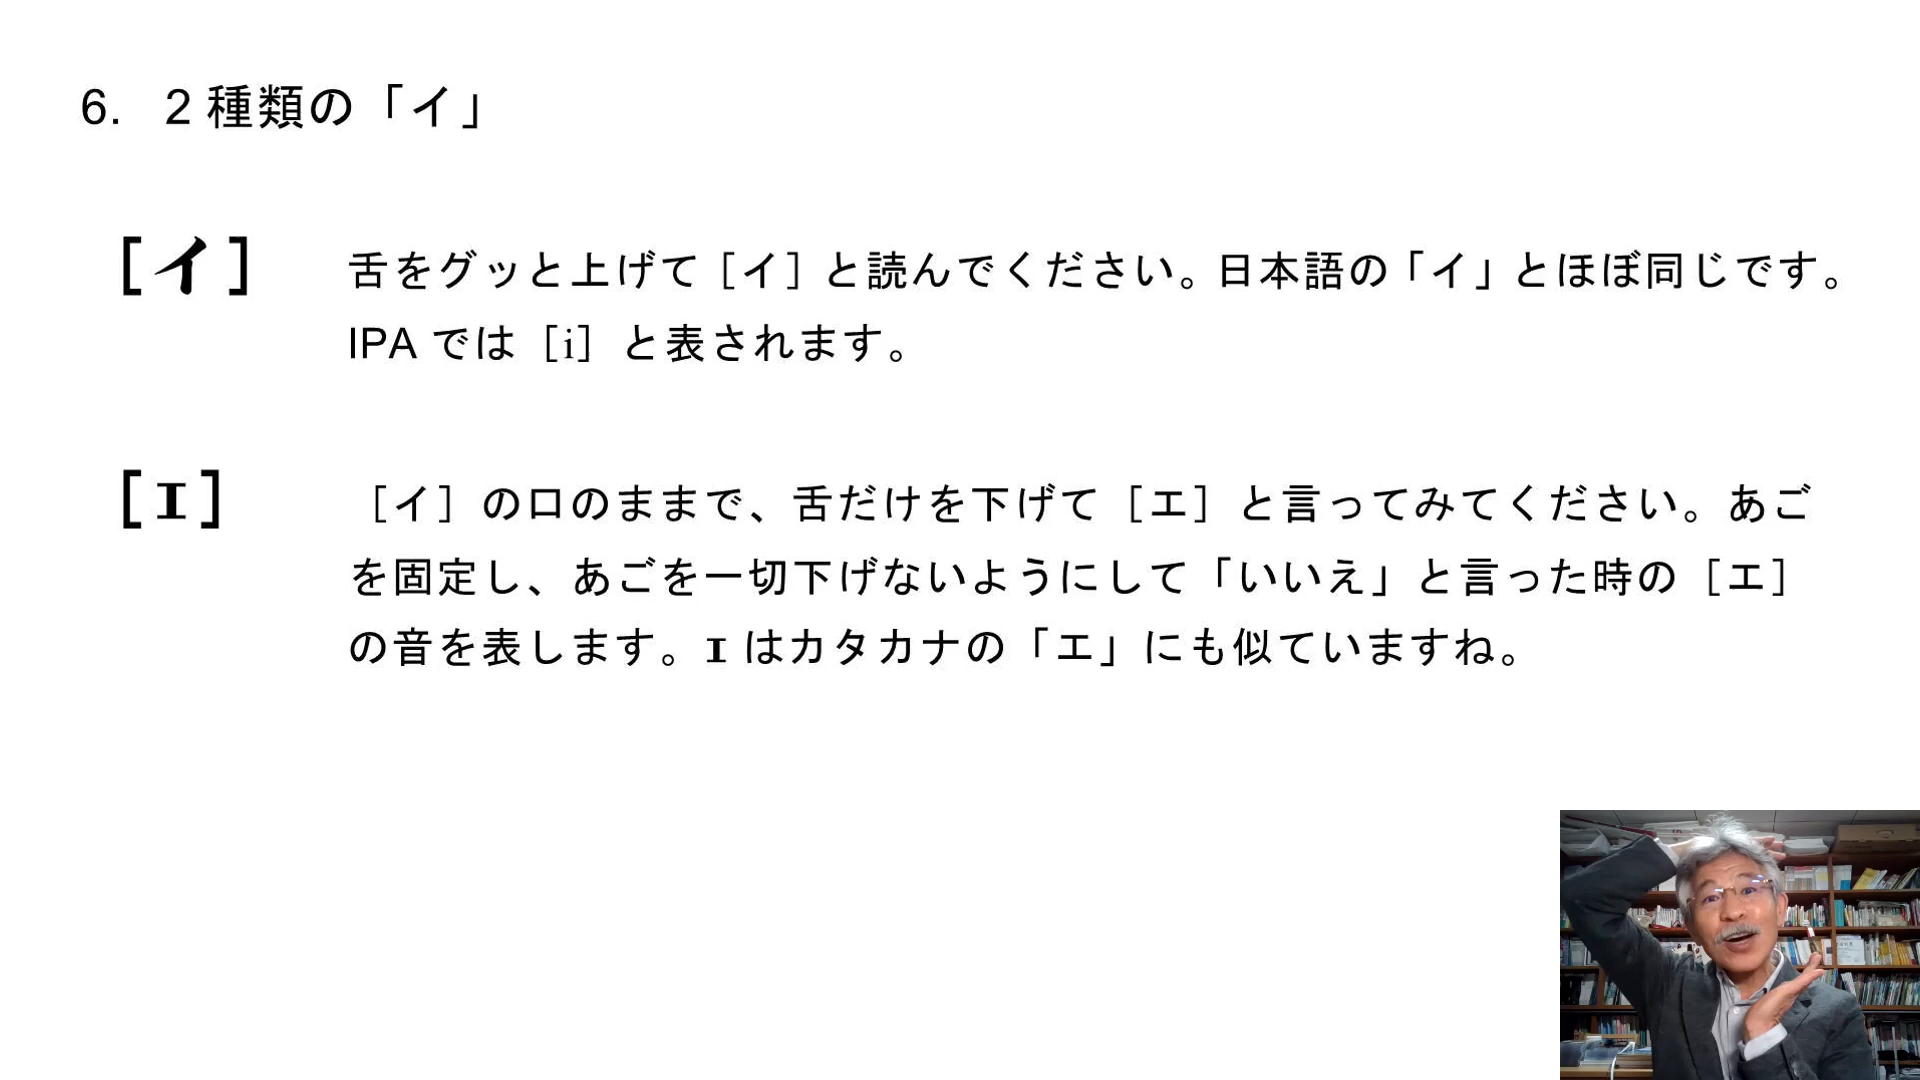 6. 2種類の「イ」
[イ] 舌をグッと上げて［イ］と読んでください。日本語の「イ」とほぼ同じです。
IPA では［i］と表されます。
[ɪ] ［イ］の口のままで、舌だけを下げて［エ］と言ってみてください。あご
を固定し、あごを一切下げないようにして「いいえ」と言った時の［エ］
の音を表します。ɪ はカタカナの「エ」にも似ていますね。